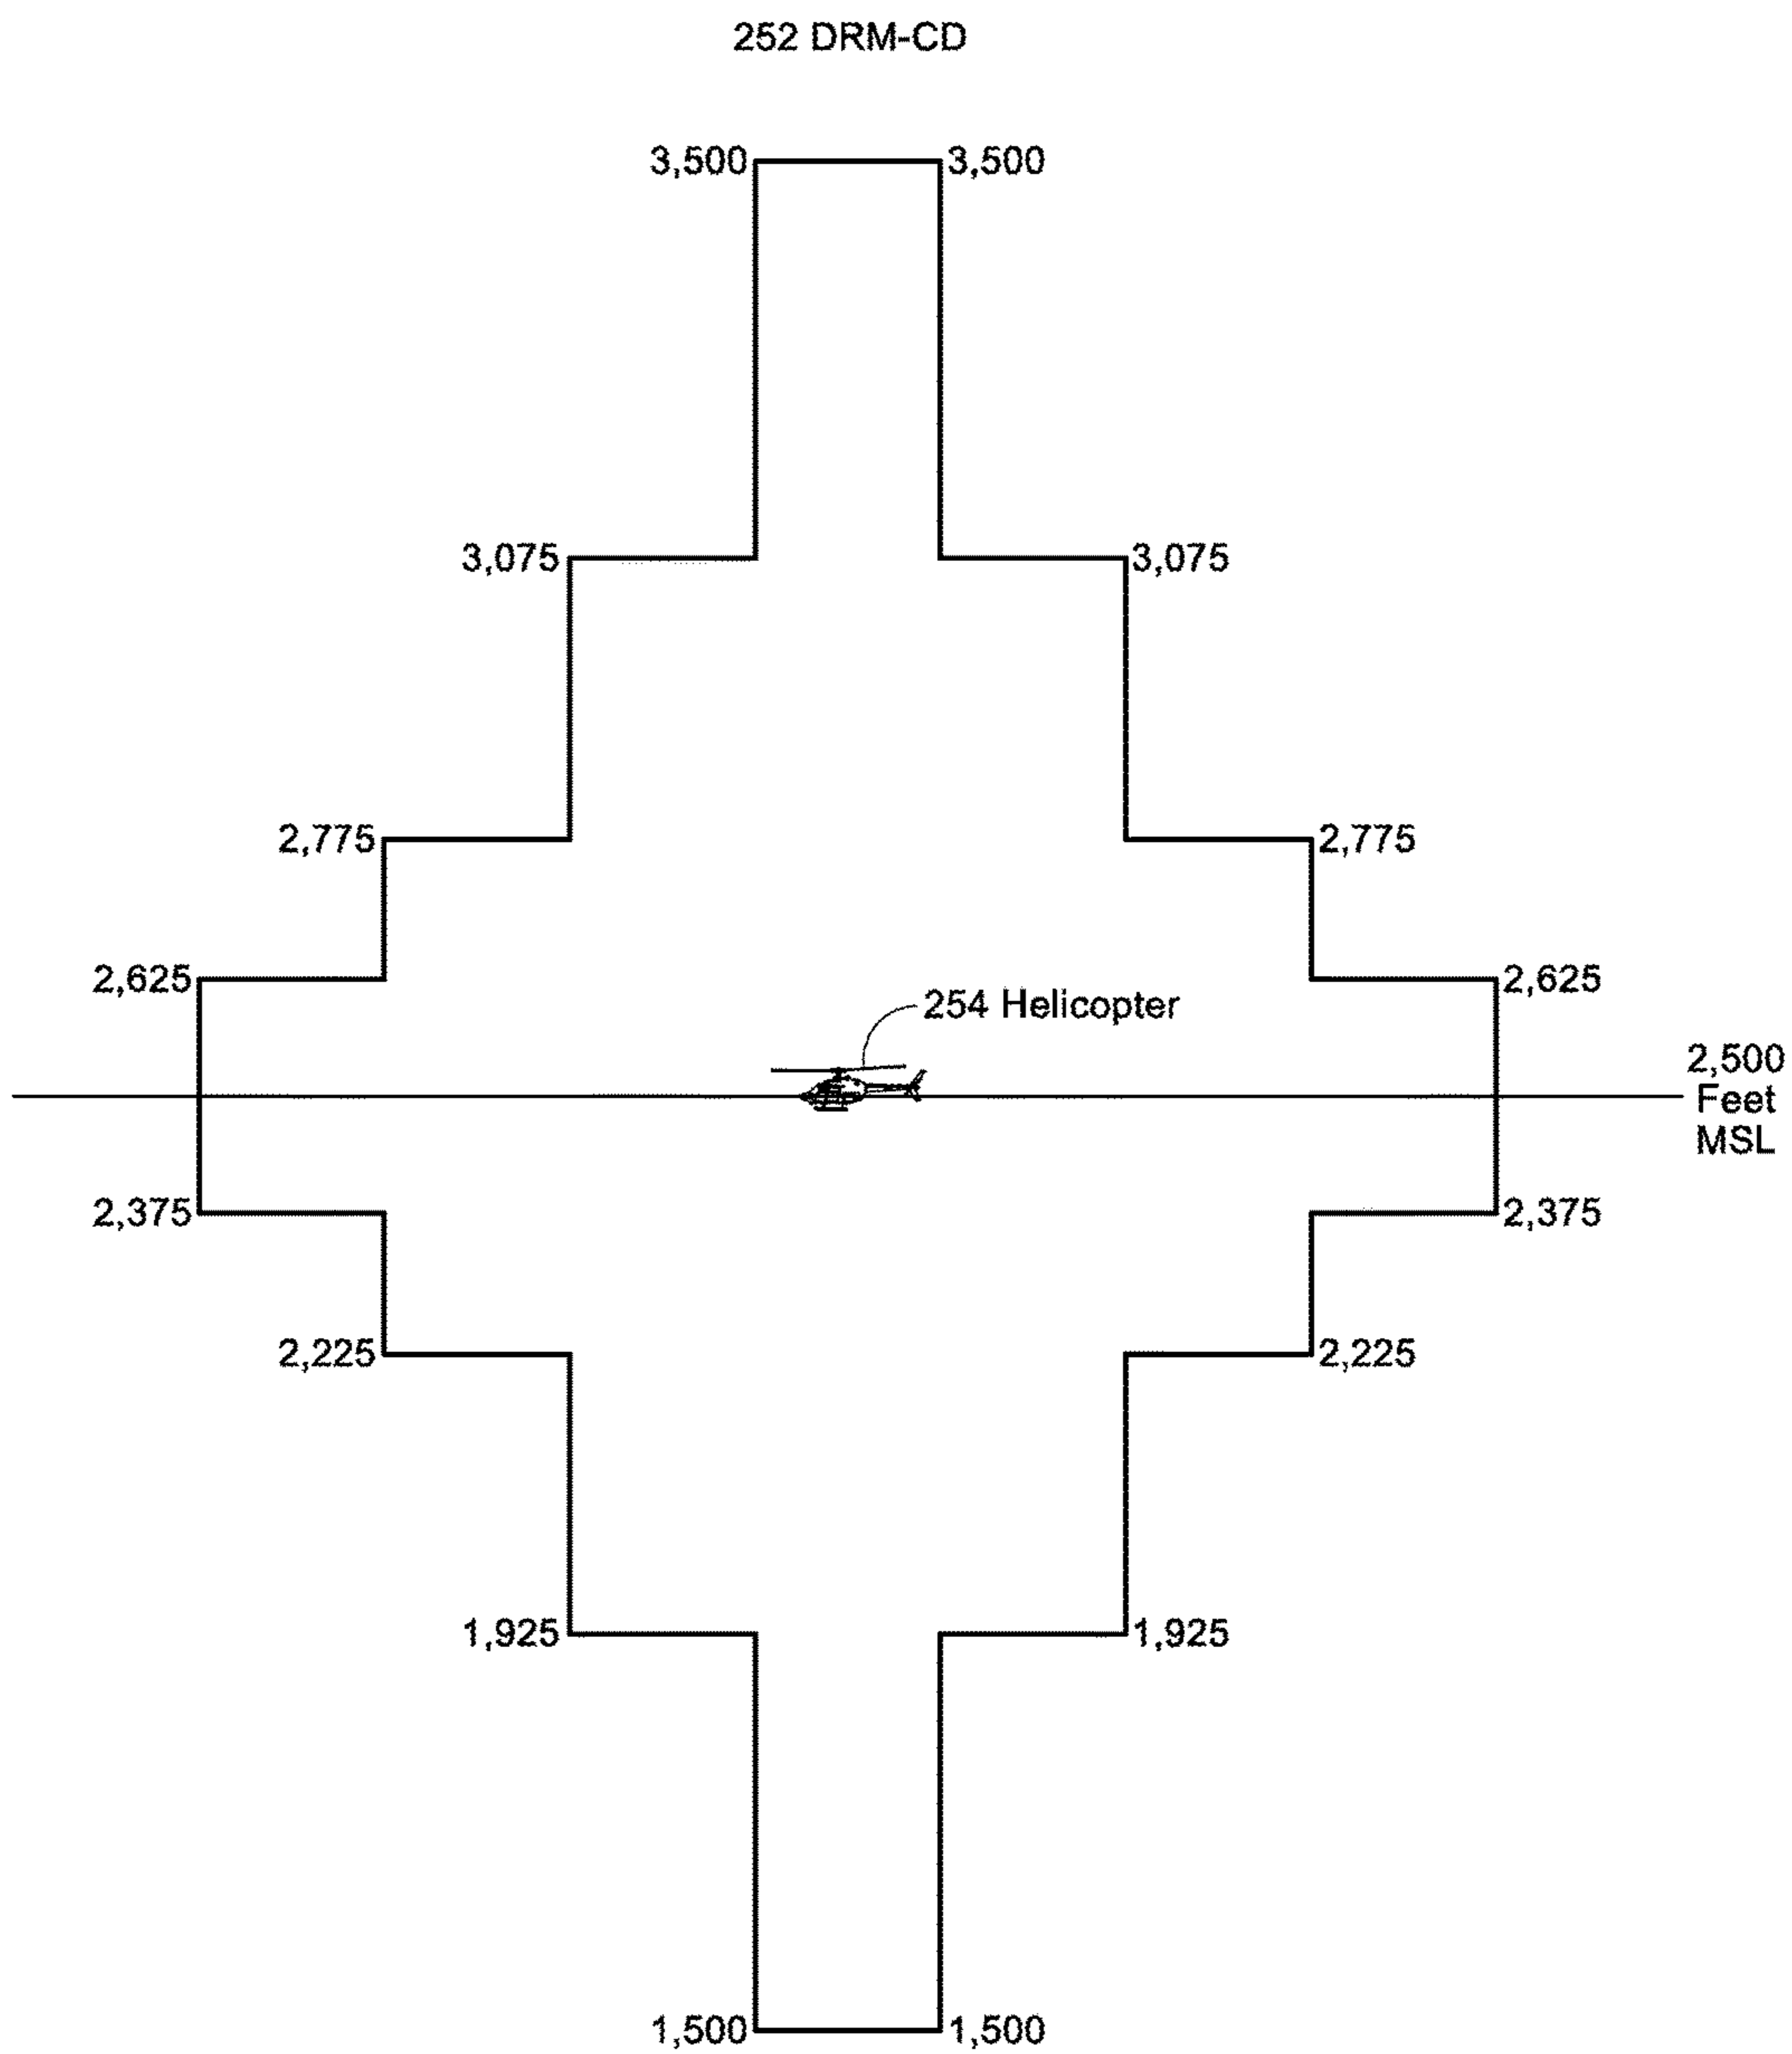 252 DRM-CD
3,500 3,500
3,075 3,075
2,775 2,775
2,625 2,625
254 Helicopter
2,500
Feet
MSL
2,375 2,375
2,225 2,225
1,925 1,925
1,500 1,500